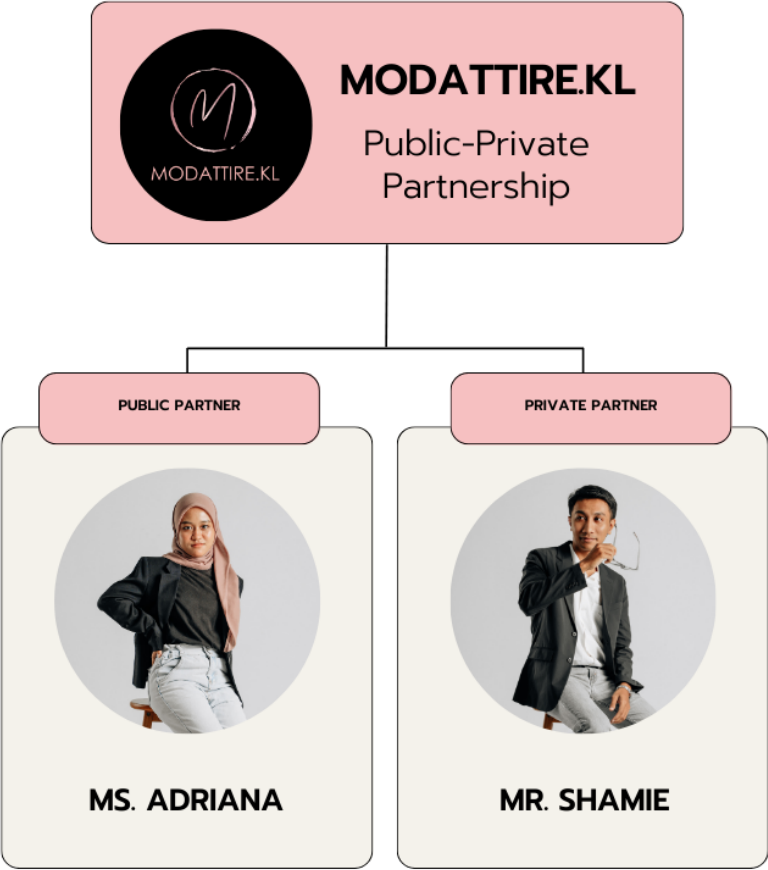 MODATTIRE.KL
MODATTIRE.KL
Public-Private
Partnership
PUBLIC PARTNER
PRIVATE PARTNER
MS. ADRIANA
MR. SHAMIE